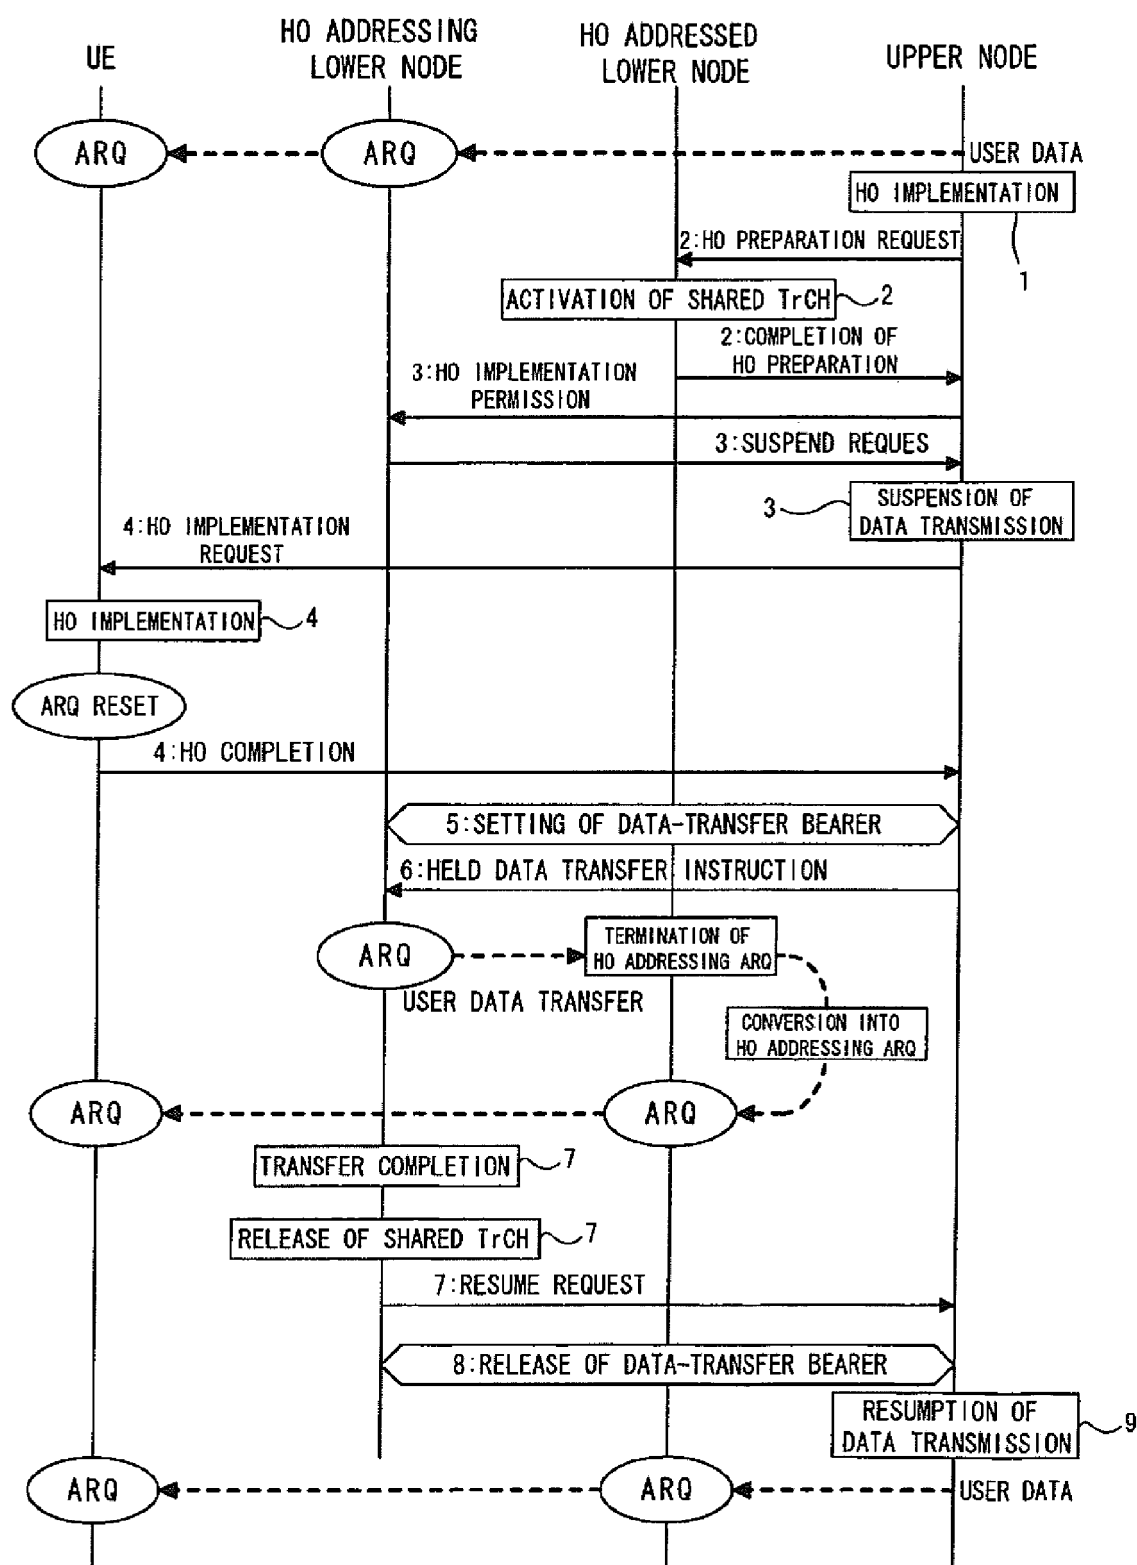 UE
HO ADDRESSING
LOWER NODE
HO ADDRESSED
LOWER NODE
UPPER NODE
ARQ
ARQ
USER DATA
HO IMPLEMENTATION
1
2:HO PREPARATION REQUEST
ACTIVATION OF SHARED TrCH
2
2:COMPLETION OF
HO PREPARATION
3:HO IMPLEMENTATION
PERMISSION
3:SUSPEND REQUES
3
SUSPENSION OF
DATA TRANSMISSION
4:HO IMPLEMENTATION
REQUEST
HO IMPLEMENTATION
4
ARQ RESET
4:HO COMPLETION
5:SETTING OF DATA-TRANSFER BEARER
6:HELD DATA TRANSFER INSTRUCTION
ARQ
TERMINATION OF
HO ADDRESSING ARQ
USER DATA TRANSFER
CONVERSION INTO
HO ADDRESSING ARQ
ARQ
ARQ
TRANSFER COMPLETION
7
RELEASE OF SHARED TrCH
7
7:RESUME REQUEST
8:RELEASE OF DATA-TRANSFER BEARER
RESUMPTION OF
DATA TRANSMISSION
9
ARQ
ARQ
USER DATA